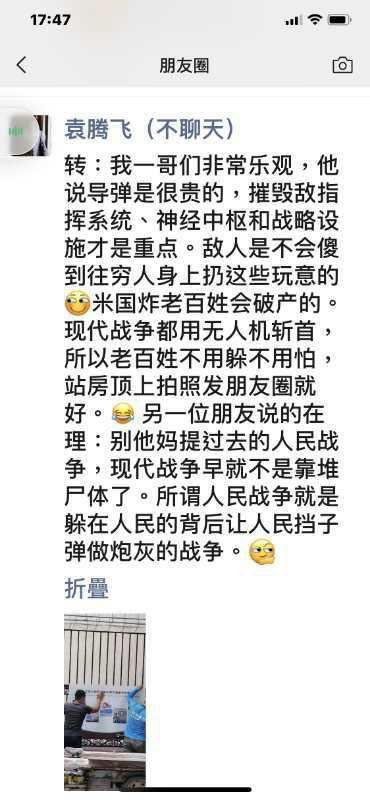 17:47
朋友圈
袁腾飞（不聊天）
转：我一哥们非常乐观，他
说导弹是很贵的，摧毁敌指
挥系统、神经中枢和战略设
施才是重点。敌人是不会傻
到往穷人身上扔这些玩意的
米国炸老百姓会破产的。
现代战争都用无人机斩首，
所以老百姓不用躲不用怕，
站房顶上拍照发朋友圈就
好。😂 另一位朋友说的在
理：别他妈提过去的人民战
争，现代战争早就不是靠堆
尸体了。所谓人民战争就是
躲在人民的背后让人民挡子
弹做炮灰的战争。
折疊